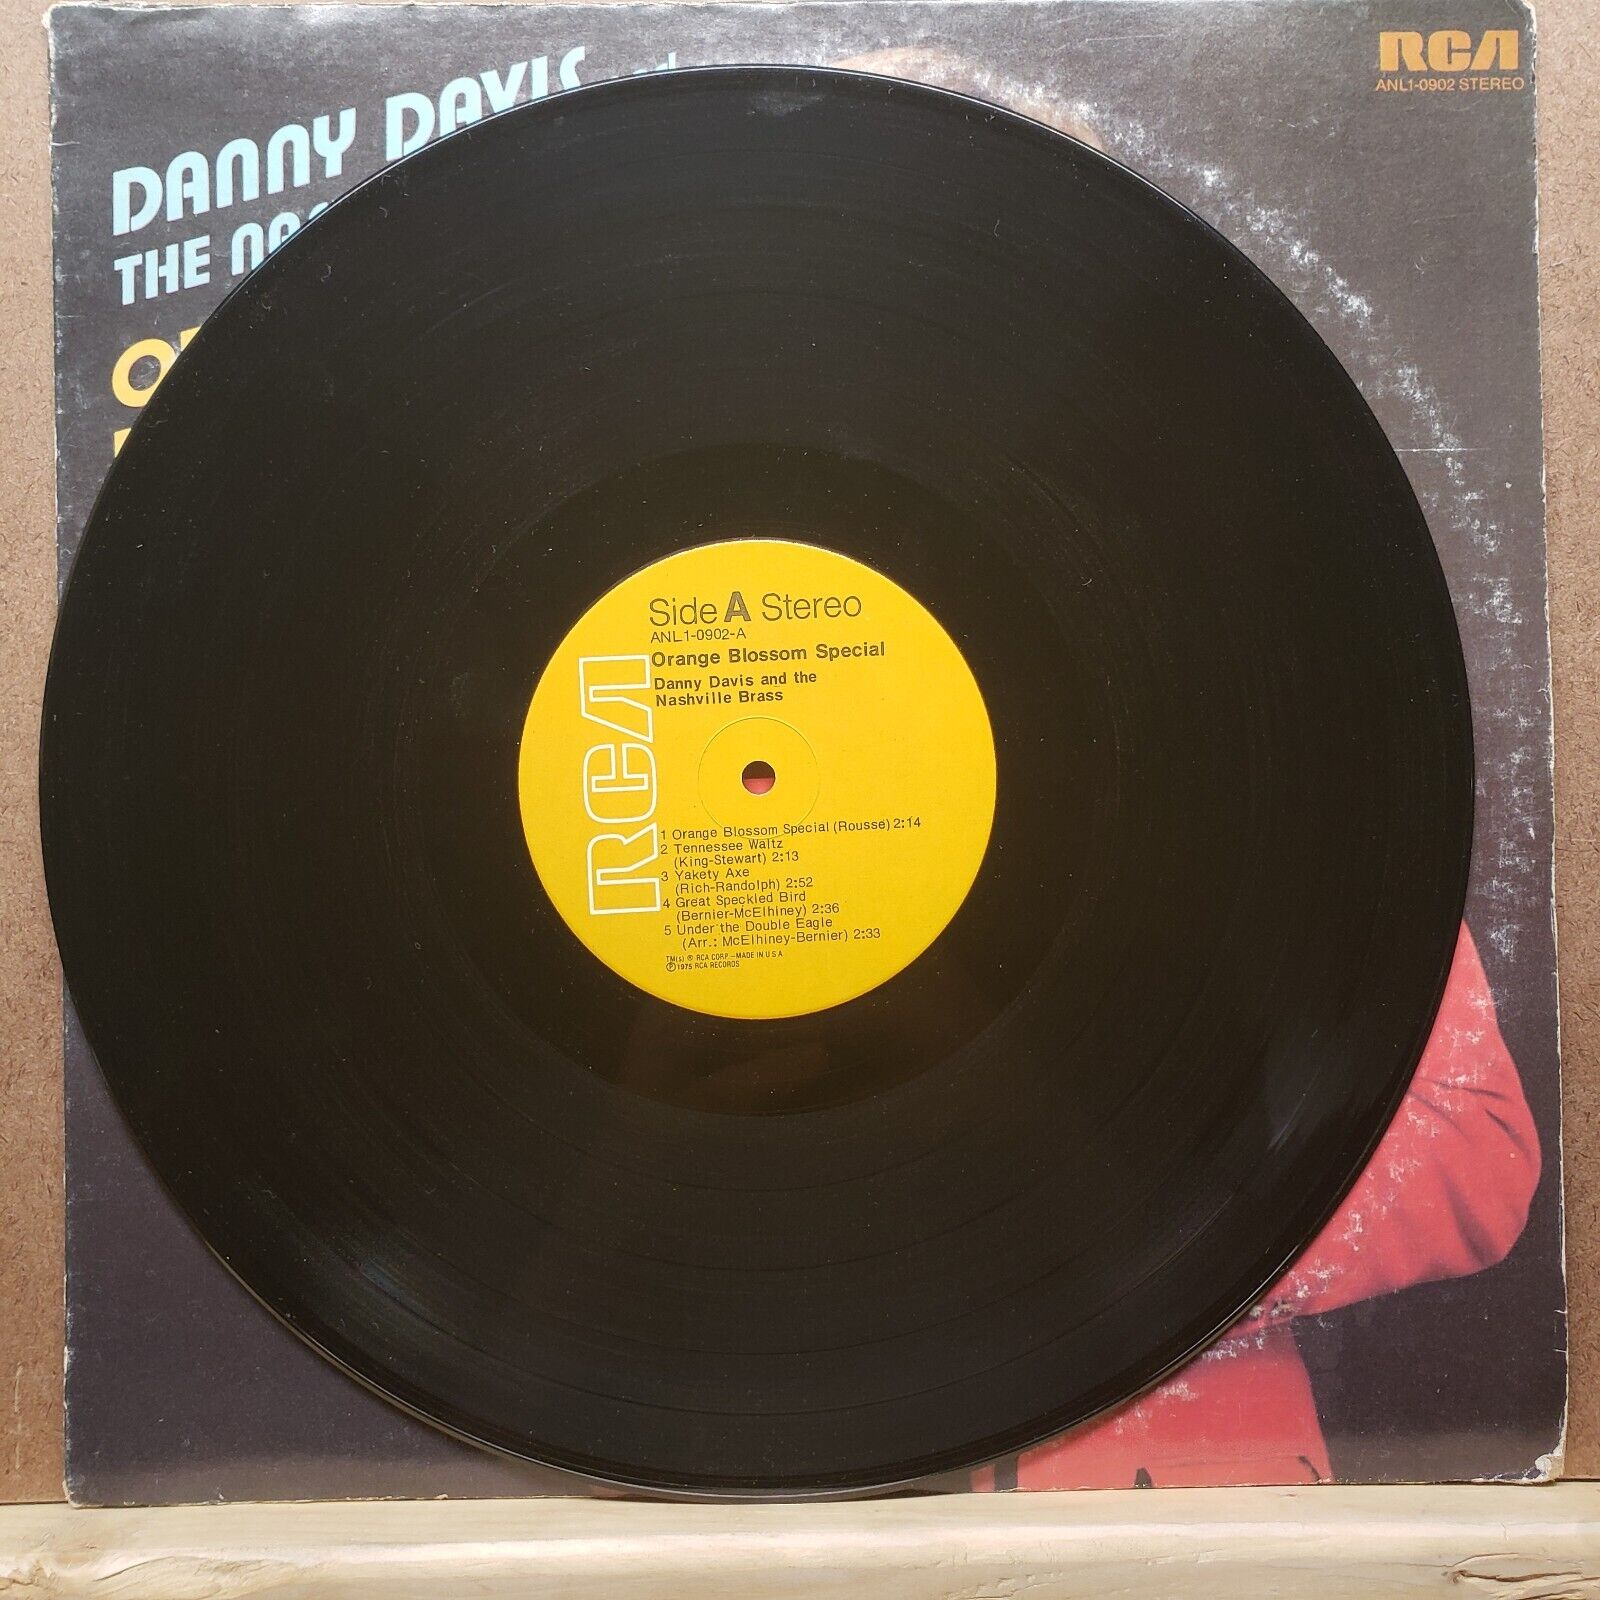 RCA
ANL1-0902 STEREO
DANNY DAVIS
THE
Side A Stereo
ANL1-0902-A
Orange Blossom Special
Danny Davis and the
Nashville Brass
RCA
1 Orange Blossom Special (Rousse) 2:14
2 Tennessee Waltz
(King-Stewart) 2:13
3 Yakety Axe
(Rich-Randolph) 2:52
4 Great Speckled Bird
(Bernier-McElhiney) 2:36
5 Under the Double Eagle
(Arr.: McElhiney-Bernier) 2:33
TM(s) ® RCA CORP.—MADE IN U.S.A
Ⓟ 1975 RCA RECORDS